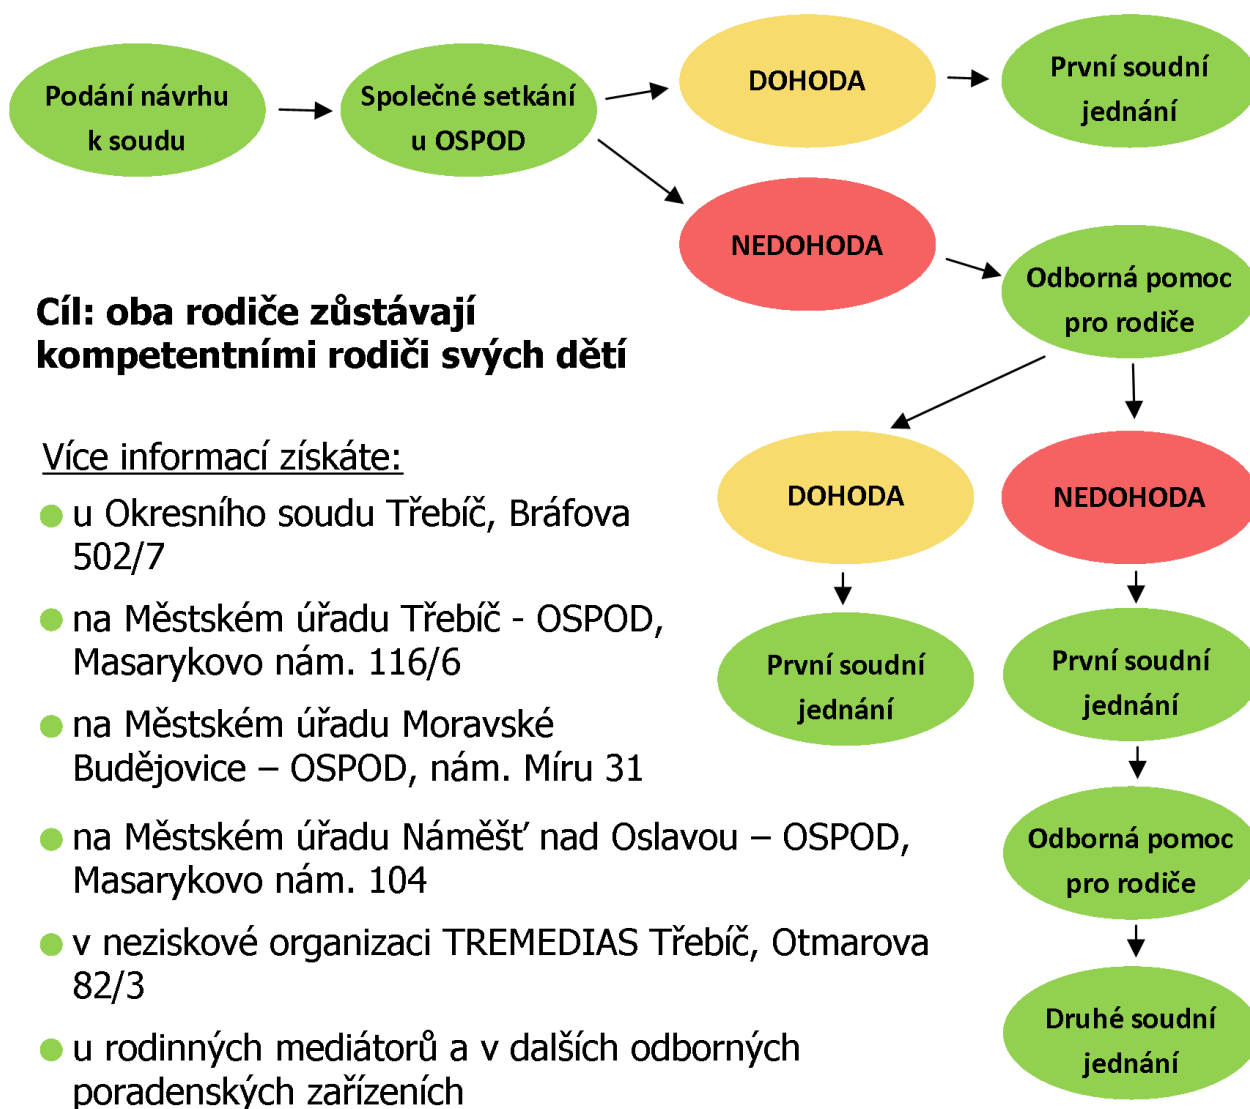 Podání návrhu
k soudu
Společné setkání
u OSPOD
DOHODA
První soudní
jednání
NEDOHODA
Odborná pomoc
pro rodiče
Cíl: oba rodiče zůstávají
kompetentními rodiči svých dětí
DOHODA
NEDOHODA
První soudní
jednání
První soudní
jednání
Odborná pomoc
pro rodiče
Druhé soudní
jednání
Více informací získáte:
u Okresního soudu Třebíč, Bráfova
502/7
na Městském úřadu Třebíč - OSPOD,
Masarykovo nám. 116/6
na Městském úřadu Moravské
Budějovice – OSPOD, nám. Míru 31
na Městském úřadu Náměšť nad Oslavou – OSPOD,
Masarykovo nám. 104
v neziskové organizaci TREMEDIAS Třebíč, Otmarova
82/3
u rodinných mediátorů a v dalších odborných
poradenských zařízeních